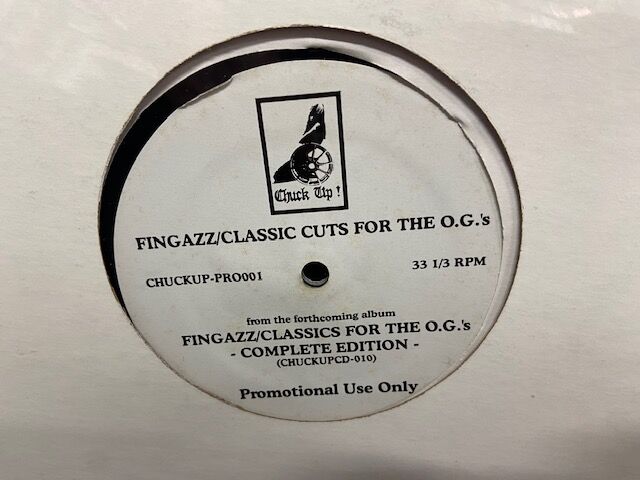 Chuck Up !
FINGAZZ/CLASSIC CUTS FOR THE O.G.'s
CHUCKUP-PRO001
33 1/3 RPM
from the forthcoming album
FINGAZZ/CLASSICS FOR THE O.G.'s
- COMPLETE EDITION -
(CHUCKUPCD-010)
Promotional Use Only